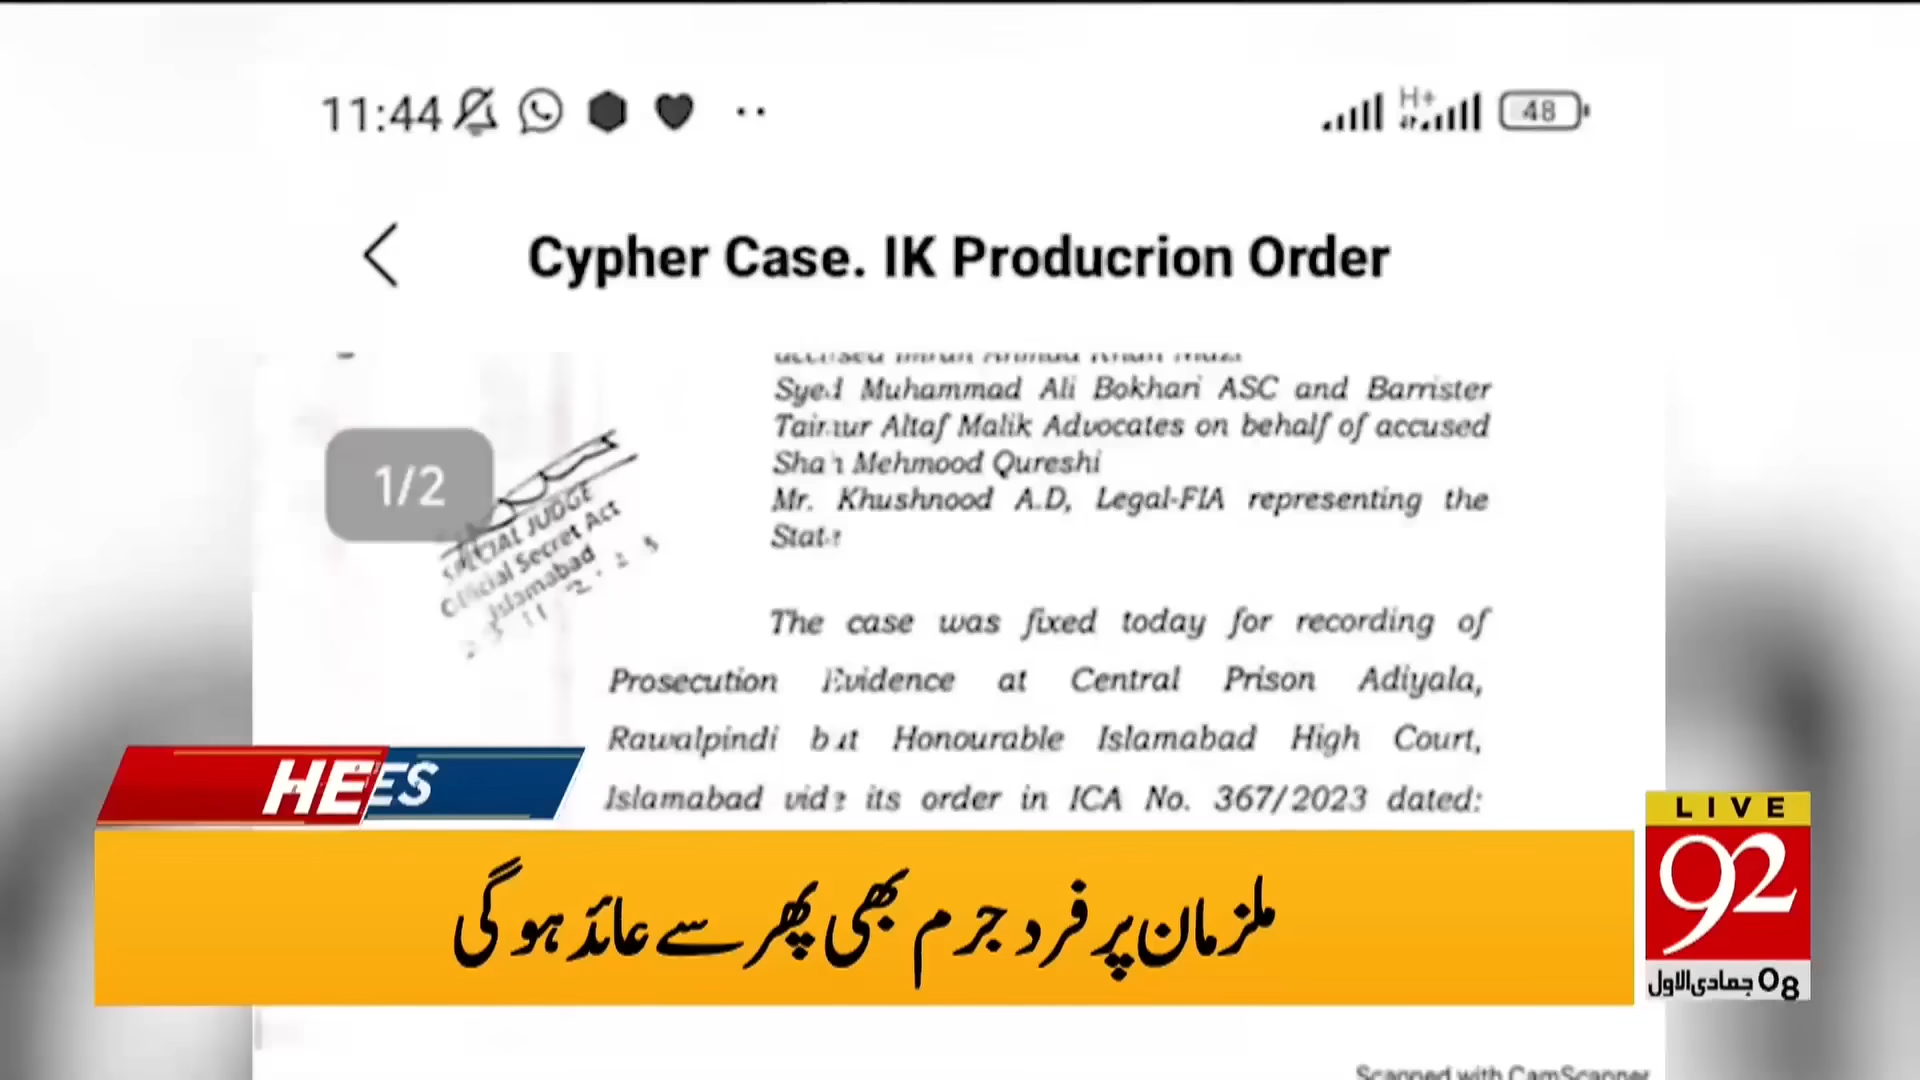 11:44
H+
48
Cypher Case. IK Producrion Order
Syed Muhammad Ali Bokhari ASC and Barrister
Taimur Altaf Malik Advocates on behalf of accused
Shah Mehmood Qureshi
Mr. Khushnood A.D, Legal-FIA representing the
State
1/2
SPECIAL JUDGE
Official Secret Act
Islamabad
The case was fixed today for recording of
Prosecution Evidence at Central Prison Adiyala,
Rawalpindi but Honourable Islamabad High Court,
Islamabad vide its order in ICA No. 367/2023 dated:
ملزمان پر فرد جرم بھی پھر سے عائد ہوگی
LIVE
92
08 جمادی الاول
Scanned with CamScanner